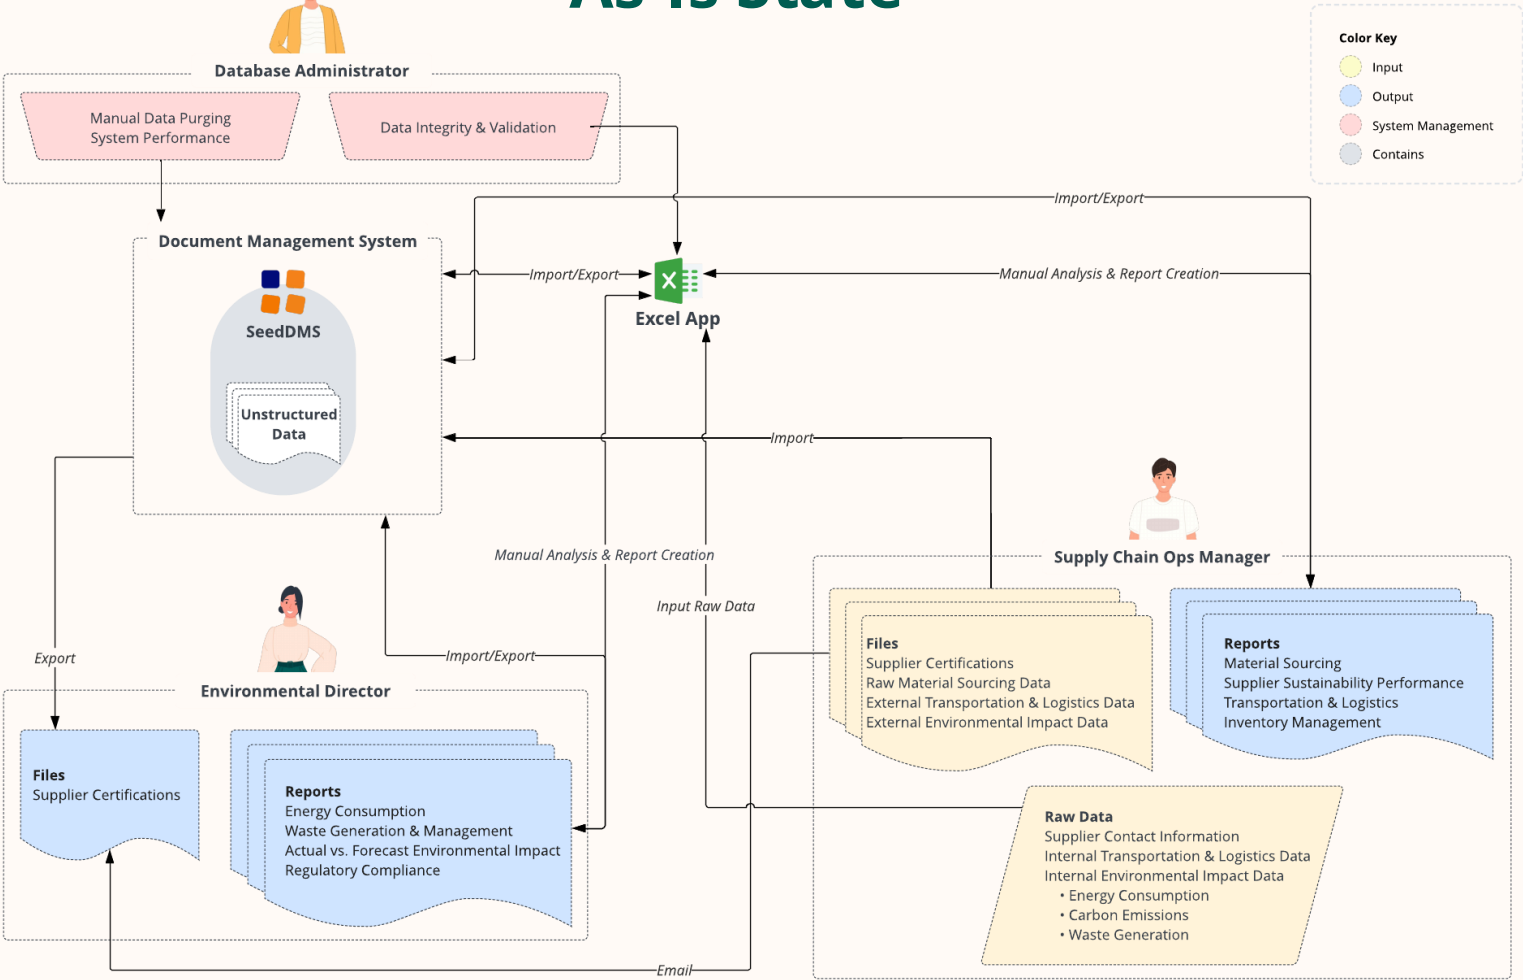 As Is State
Color Key
Input
Output
System Management
Contains
Database Administrator
Manual Data Purging
System Performance
Data Integrity & Validation
Import/Export
Document Management System
Import/Export
Manual Analysis & Report Creation
SeedDMS
Excel App
Unstructured
Data
Import
Manual Analysis & Report Creation
Supply Chain Ops Manager
Input Raw Data
Export
Import/Export
Environmental Director
Files
Supplier Certifications
Raw Material Sourcing Data
External Transportation & Logistics Data
External Environmental Impact Data
Reports
Material Sourcing
Supplier Sustainability Performance
Transportation & Logistics
Inventory Management
Files
Supplier Certifications
Reports
Energy Consumption
Waste Generation & Management
Actual vs. Forecast Environmental Impact
Regulatory Compliance
Raw Data
Supplier Contact Information
Internal Transportation & Logistics Data
Internal Environmental Impact Data
• Energy Consumption
• Carbon Emissions
• Waste Generation
Email